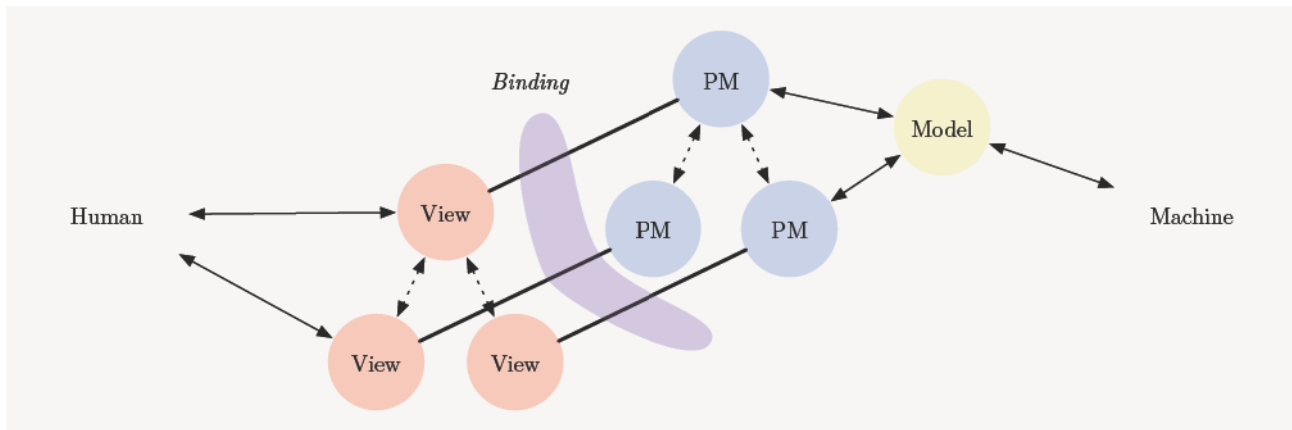 Binding
PM
Model
Human
View
PM
PM
Machine
View
View